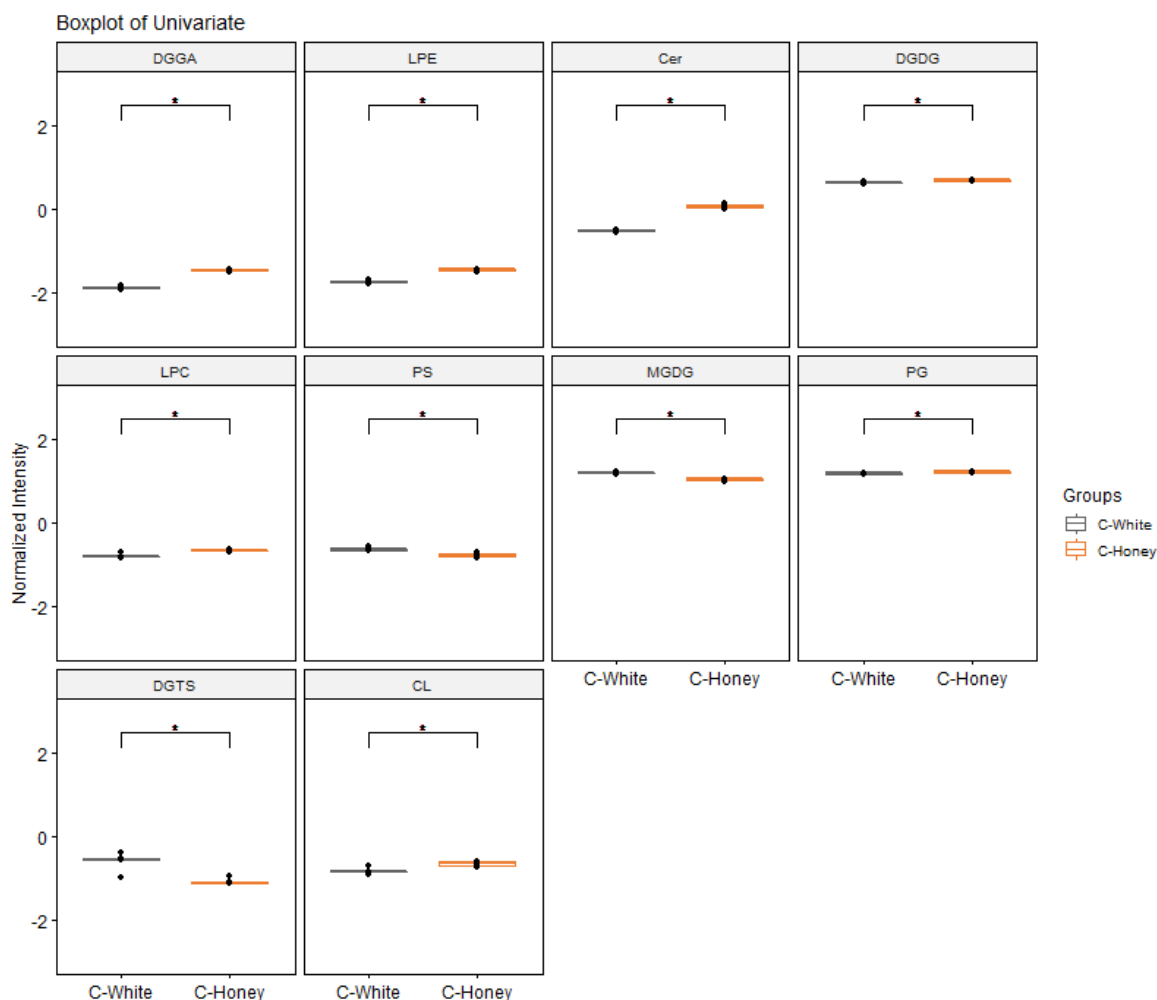 Boxplot of Univariate
DGGA LPE Cer DGDG
* * * *
2
0
-2
LPC PS MGDG PG
* * * *
2
0
-2
Normalized Intensity
Groups
C-White
C-Honey
C-White C-Honey C-White C-Honey
DGTS CL
* *
2
0
-2
C-White C-Honey C-White C-Honey